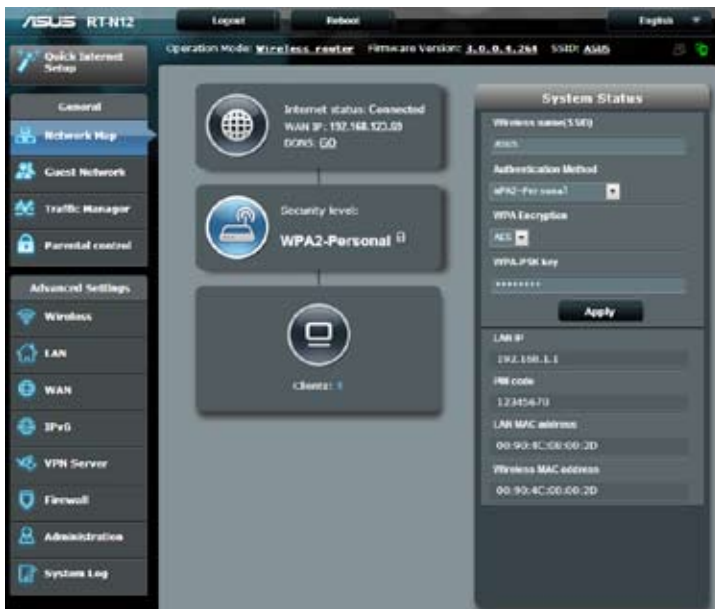 ASUS RT-N12
Logout
Reboot
English
Operation Mode: Wireless router Firmware Version: 3.0.0.4.264 SSID: ASUS
Quick Internet
Setup
General
Network Map
Guest Network
Traffic Manager
Parental control
Advanced Settings
Wireless
LAN
WAN
IPv6
VPN Server
Firewall
Administration
System Log
Internet status: Connected
WAN IP: 192.168.123.69
DDNS: GO
Security level:
WPA2-Personal
Clients:
System Status
Wireless name(SSID)
ASUS
Authentication Method
WPA2-Personal
WPA Encryption
AES
WPA-PSK key
********
Apply
LAN IP
192.168.1.1
PIN code
12345670
LAN MAC address
00:90:4C:00:00:2D
Wireless MAC address
00:90:4C:00:00:2D